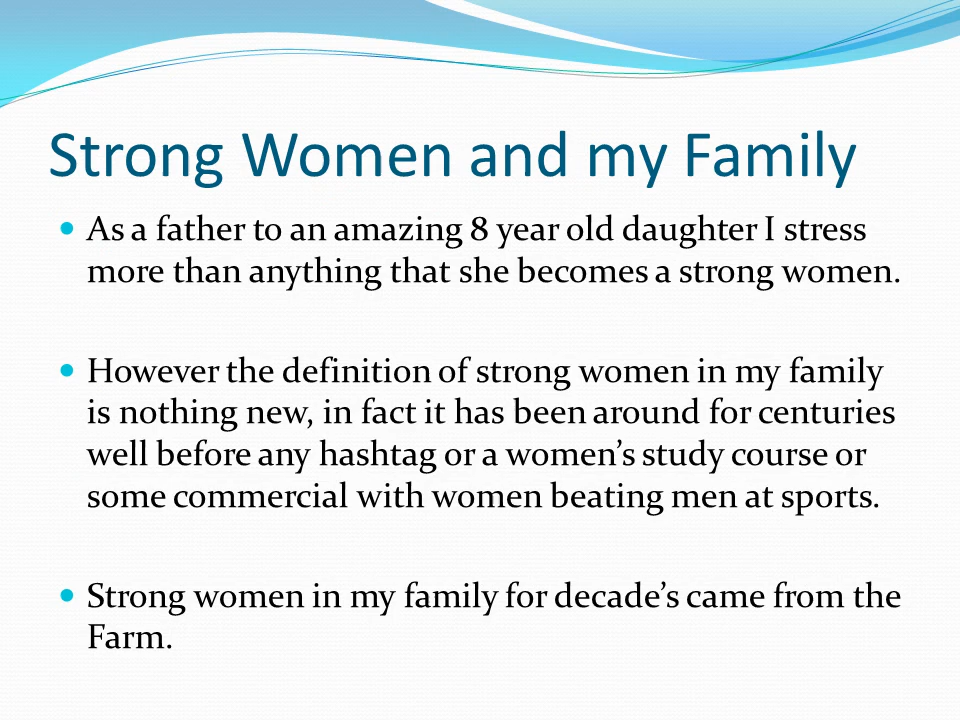 Strong Women and my Family
As a father to an amazing 8 year old daughter I stress
more than anything that she becomes a strong women.
However the definition of strong women in my family
is nothing new, in fact it has been around for centuries
well before any hashtag or a women’s study course or
some commercial with women beating men at sports.
Strong women in my family for decade’s came from the
Farm.